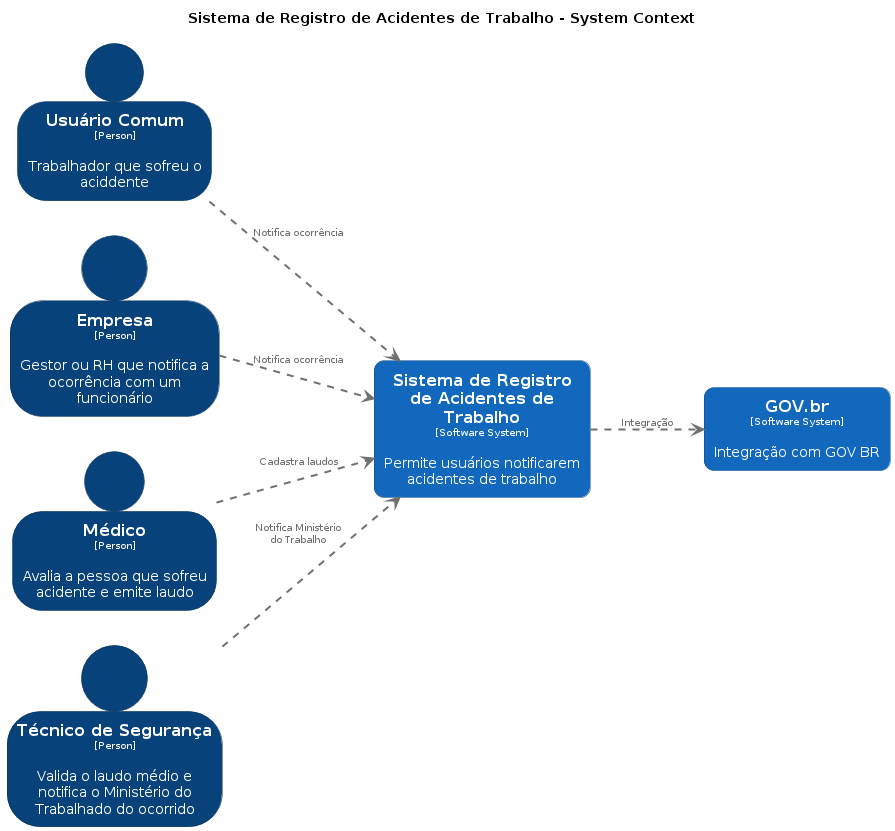 Sistema de Registro de Acidentes de Trabalho - System Context
Usuário Comum
[Person]
Trabalhador que sofreu o
aciddente
Notifica ocorrência
Empresa
[Person]
Gestor ou RH que notifica a
ocorrência com um
funcionário
Notifica ocorrência
Médico
[Person]
Avalia a pessoa que sofreu
acidente e emite laudo
Cadastra laudos
Técnico de Segurança
[Person]
Valida o laudo médio e
notifica o Ministério do
Trabalhado do ocorrido
Notifica Ministério
do Trabalho
Sistema de Registro
de Acidentes de
Trabalho
[Software System]
Permite usuários notificarem
acidentes de trabalho
Integração
GOV.br
[Software System]
Integração com GOV BR